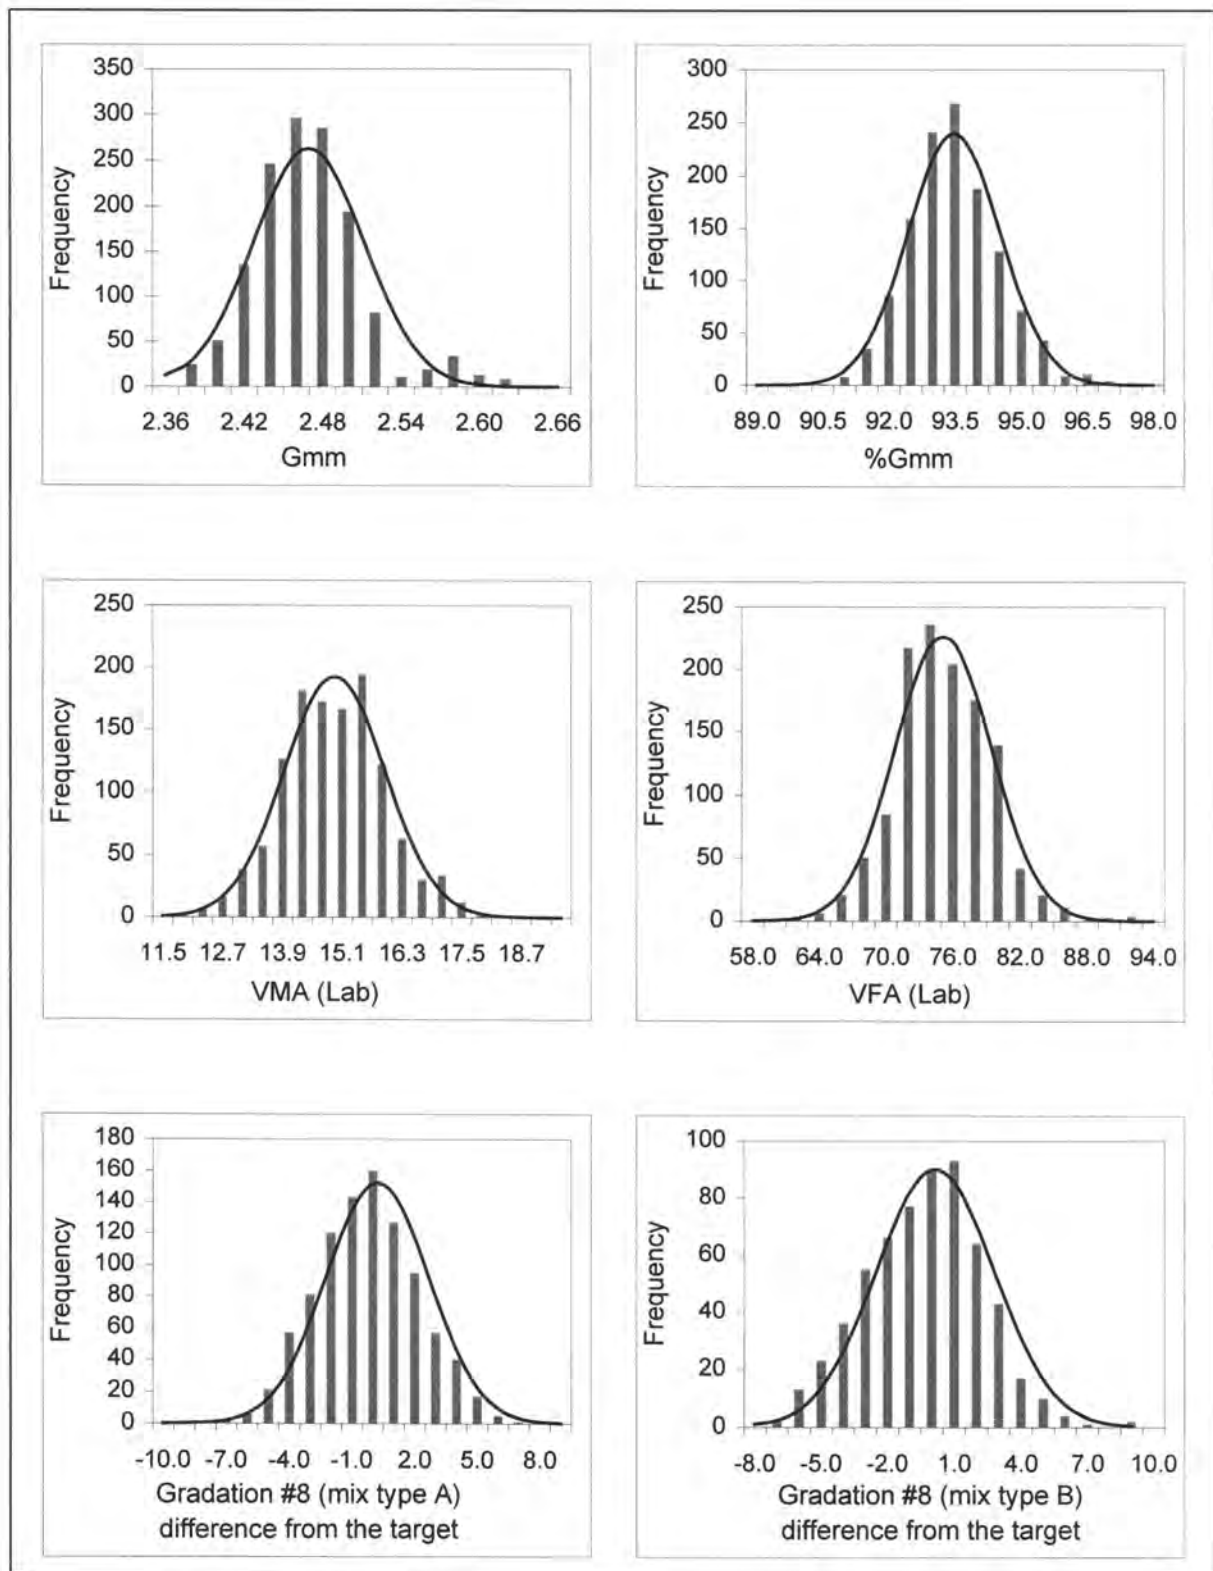 350
300
250
200
150
100
50
0
Frequency
2.36 2.42 2.48 2.54 2.60 2.66
Gmm
300
250
200
150
100
50
0
Frequency
89.0 90.5 92.0 93.5 95.0 96.5 98.0
%Gmm
250
200
150
100
50
0
Frequency
11.5 12.7 13.9 15.1 16.3 17.5 18.7
VMA (Lab)
250
200
150
100
50
0
Frequency
58.0 64.0 70.0 76.0 82.0 88.0 94.0
VFA (Lab)
180
160
140
120
100
80
60
40
20
0
Frequency
-10.0 -7.0 -4.0 -1.0 2.0 5.0 8.0
Gradation #8 (mix type A)
difference from the target
100
80
60
40
20
0
Frequency
-8.0 -5.0 -2.0 1.0 4.0 7.0 10.0
Gradation #8 (mix type B)
difference from the target